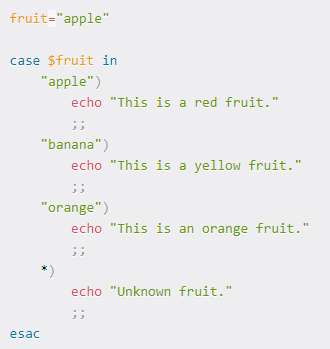 fruit="apple"

case $fruit in
    "apple")
        echo "This is a red fruit."
        ;;
    "banana")
        echo "This is a yellow fruit."
        ;;
    "orange")
        echo "This is an orange fruit."
        ;;
    *)
        echo "Unknown fruit."
        ;;
esac